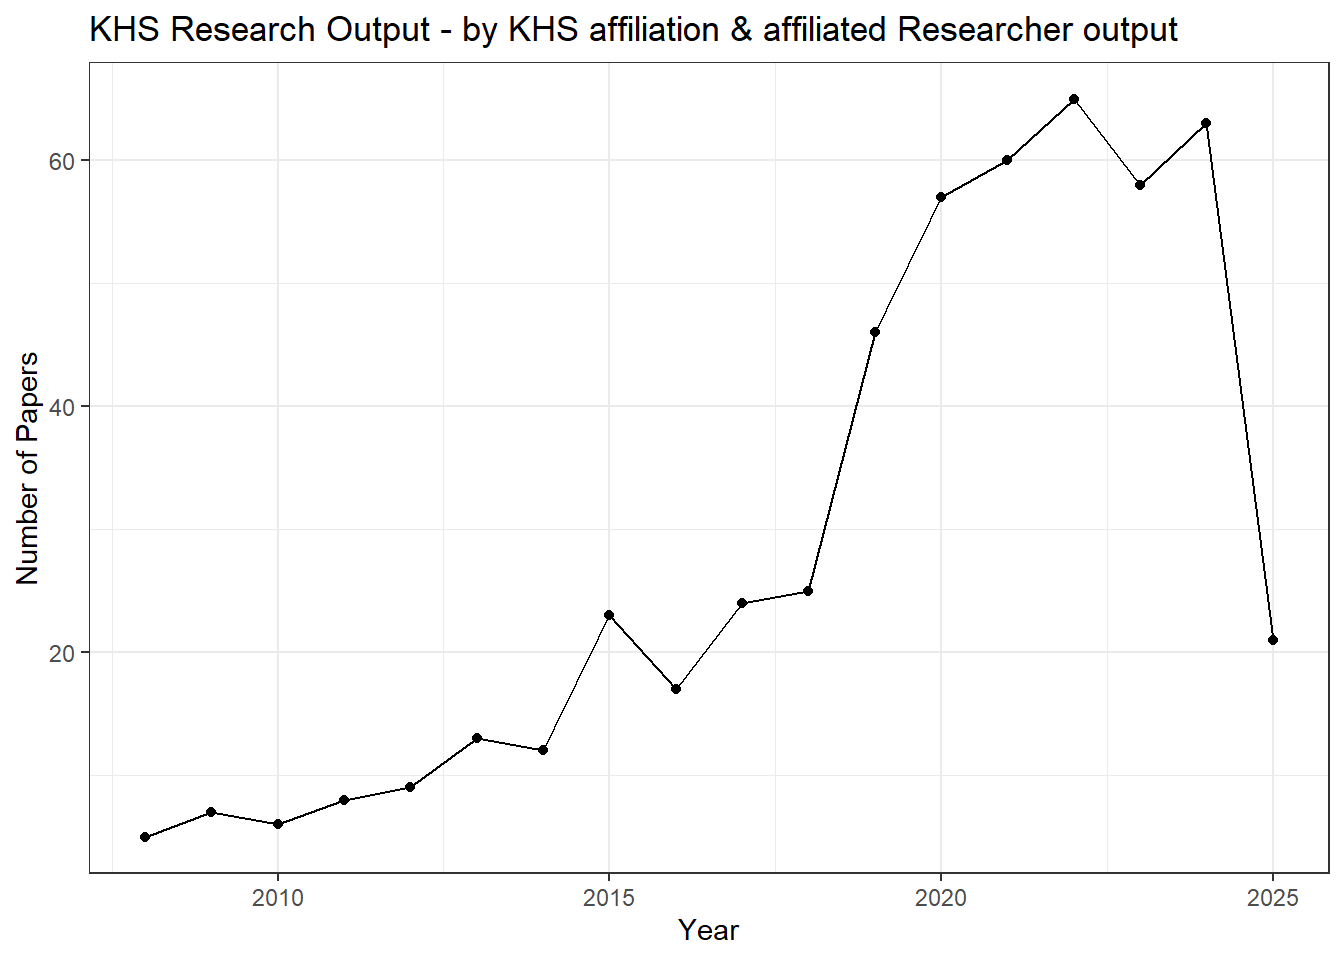 KHS Research Output - by KHS affiliation & affiliated Researcher output
Number of Papers
60
40
20
2010
2015
2020
2025
Year